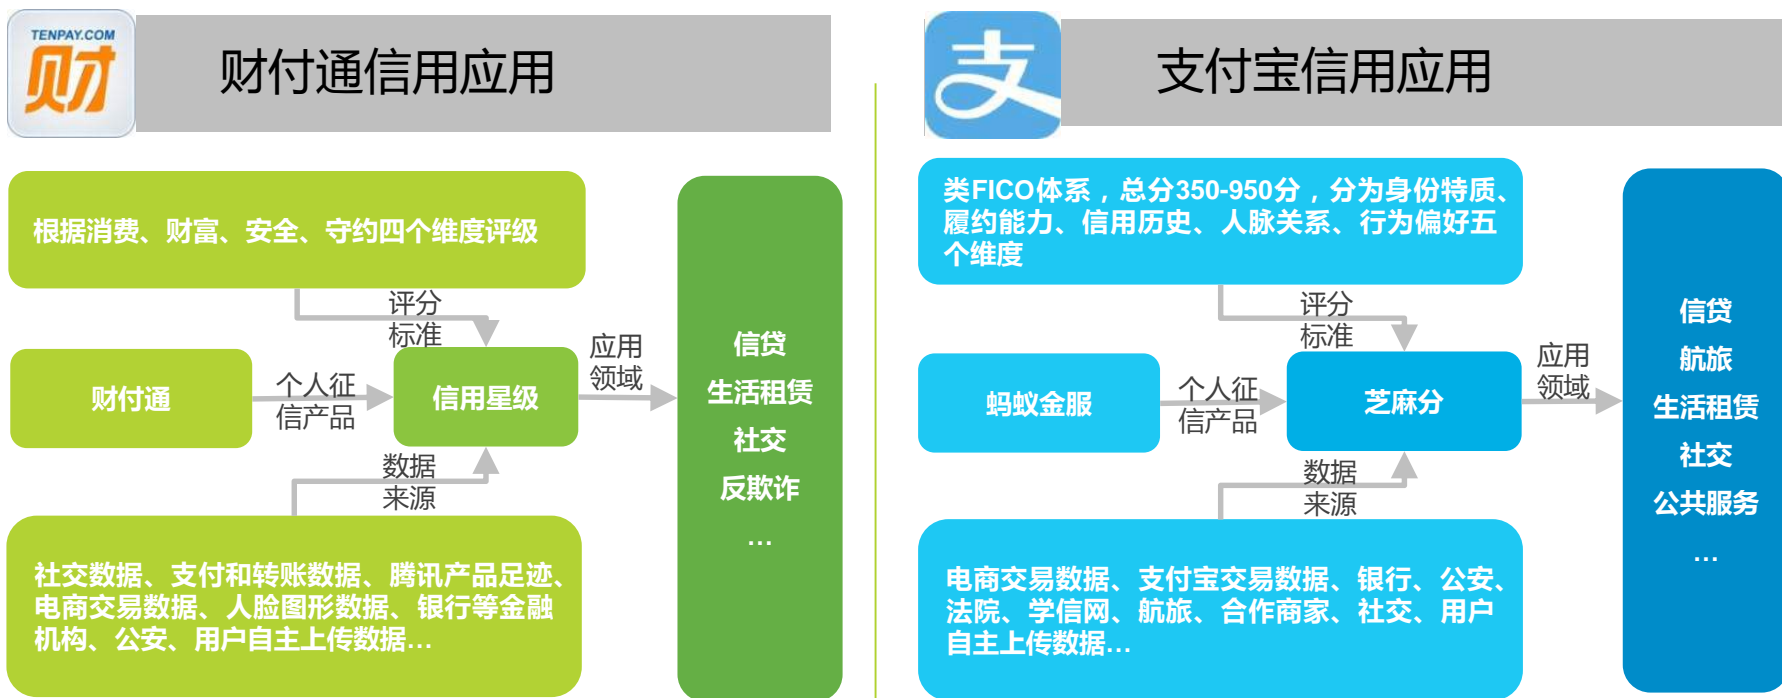 TENPAY.COM
财
财付通信用应用
根据消费、财富、安全、守约四个维度评级
评分
标准
财付通
个人征
信产品
信用星级
应用
领域
数据
来源
社交数据、支付和转账数据、腾讯产品足迹、
电商交易数据、人脸图形数据、银行等金融
机构、公安、用户自主上传数据…
信贷
生活租赁
社交
反欺诈
…
支
支付宝信用应用
类FICO体系，总分350-950分，分为身份特质、
履约能力、信用历史、人脉关系、行为偏好五
个维度
评分
标准
蚂蚁金服
个人征
信产品
芝麻分
应用
领域
数据
来源
电商交易数据、支付宝交易数据、银行、公安、
法院、学信网、航旅、合作商家、社交、用户
自主上传数据…
信贷
航旅
生活租赁
社交
公共服务
…